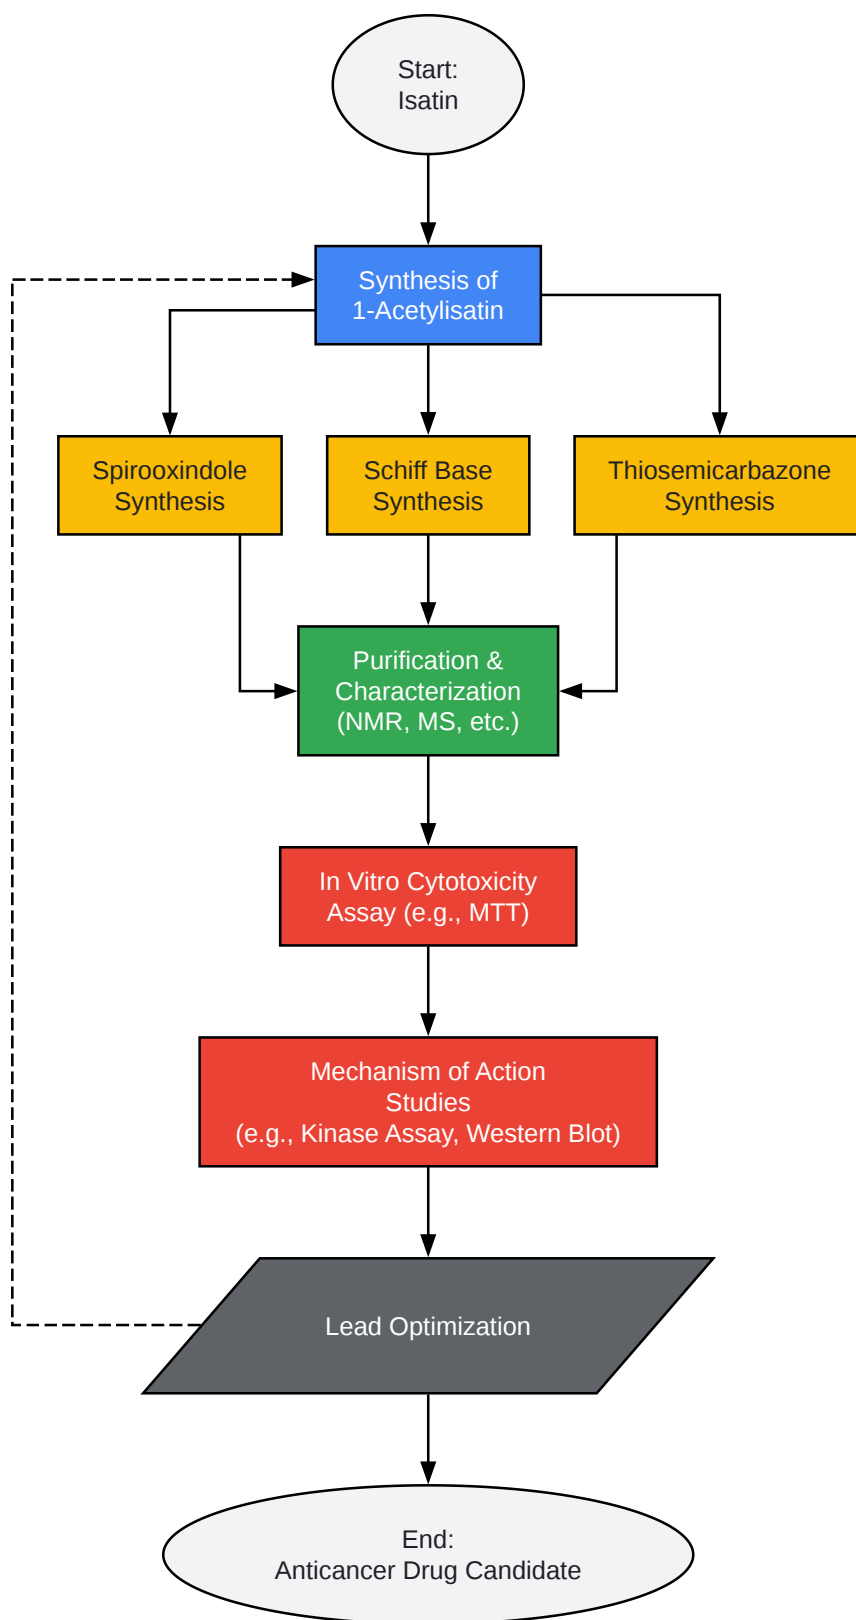 Start:
Isatin
Synthesis of
1-Acetylisatin
Spirooxindole
Synthesis
Schiff Base
Synthesis
Thiosemicarbazone
Synthesis
Purification &
Characterization
(NMR, MS, etc.)
In Vitro Cytotoxicity
Assay (e.g., MTT)
Mechanism of Action
Studies
(e.g., Kinase Assay, Western Blot)
Lead Optimization
End:
Anticancer Drug Candidate